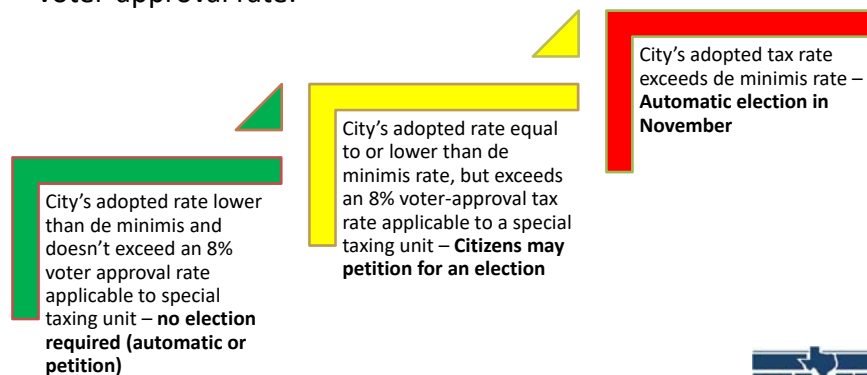 voter-approval rate.
City's adopted rate lower
than de minimis and
doesn't exceed an 8%
voter approval rate
applicable to special
taxing unit – no election
required (automatic or
petition)
City's adopted rate equal
to or lower than de
minimis rate, but exceeds
an 8% voter-approval tax
rate applicable to a special
taxing unit – Citizens may
petition for an election
City's adopted tax rate
exceeds de minimis rate –
Automatic election in
November